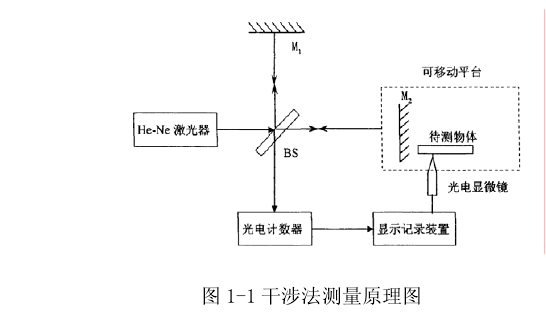 M₁
可移动平台
M₂
He-Ne 激光器
待测物体
BS
光电显微镜
光电计数器
显示记录装置
图 1-1 干涉法测量原理图